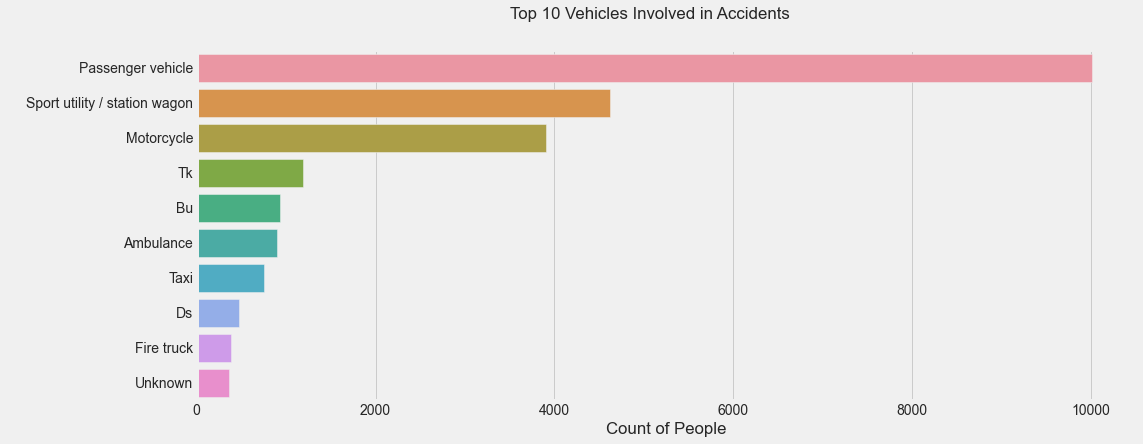 Top 10 Vehicles Involved in Accidents
Passenger vehicle
Sport utility / station wagon
Motorcycle
Tk
Bu
Ambulance
Taxi
Ds
Fire truck
Unknown
0 2000 4000 6000 8000 10000
Count of People